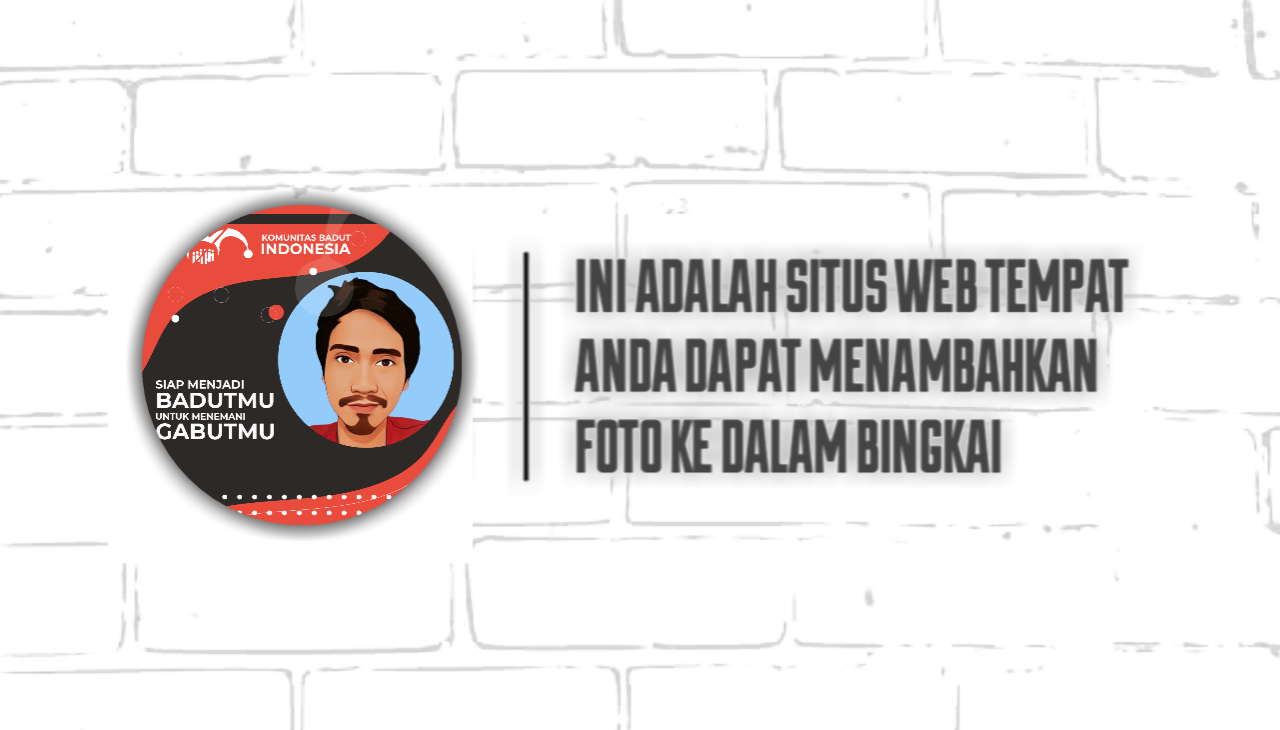 KOMUNITAS BADUT
INDONESIA
SIAP MENJADI
BADUTMU
UNTUK MENEMANI
GABUTMU
INI ADALAH SITUS WEB TEMPAT
ANDA DAPAT MENAMBAHKAN
FOTO KE DALAM BINGKAI